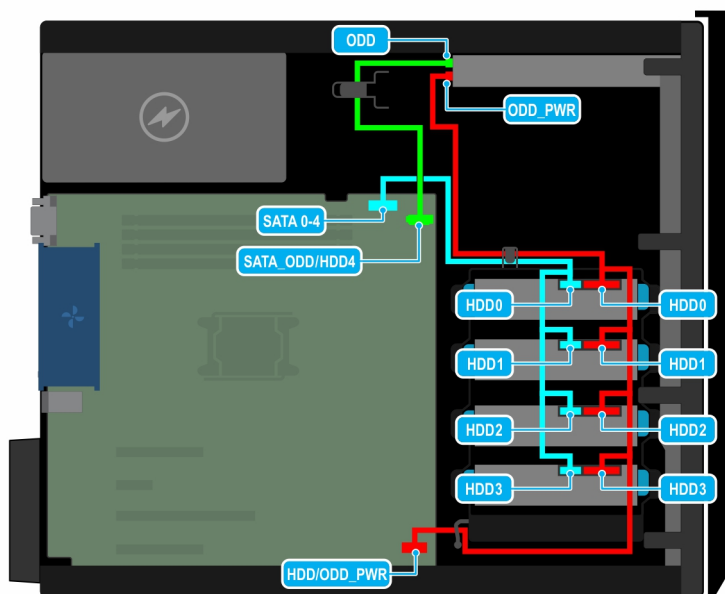 ODD
ODD_PWR
SATA 0-4
SATA_ODD/HDD4
HDD0
HDD0
HDD1
HDD1
HDD2
HDD2
HDD3
HDD3
HDD/ODD_PWR